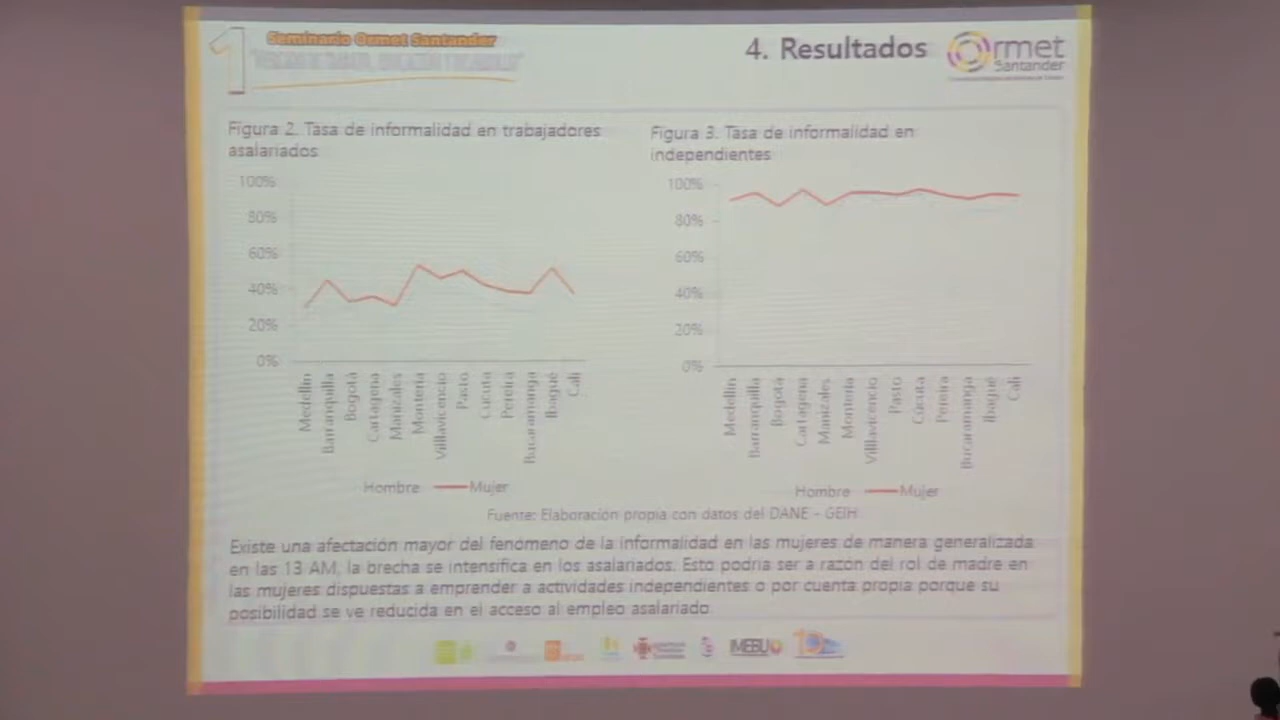 1 Seminario Ormet Santander
4. Resultados
Ormet
Santander
Figura 2. Tasa de informalidad en trabajadores
asalariados
100%
80%
60%
40%
20%
0%
Medellín
Barranquilla
Bogotá
Cartagena
Manizales
Montería
Villavicencio
Pasto
Cúcuta
Pereira
Bucaramanga
Ibagué
Cali
Hombre Mujer
Figura 3. Tasa de informalidad en
independientes
100%
80%
60%
40%
20%
0%
Medellín
Barranquilla
Bogotá
Cartagena
Manizales
Montería
Villavicencio
Pasto
Cúcuta
Pereira
Bucaramanga
Ibagué
Cali
Hombre Mujer
Fuente: Elaboración propia con datos del DANE – GEIH
Existe una afectación mayor del fenómeno de la informalidad en las mujeres de manera generalizada
en las 13 AM, la brecha se intensifica en los asalariados. Esto podría ser a razón del rol de madre en
las mujeres dispuestas a emprender a actividades independientes o por cuenta propia porque su
posibilidad se ve reducida en el acceso al empleo asalariado.
IMEBU